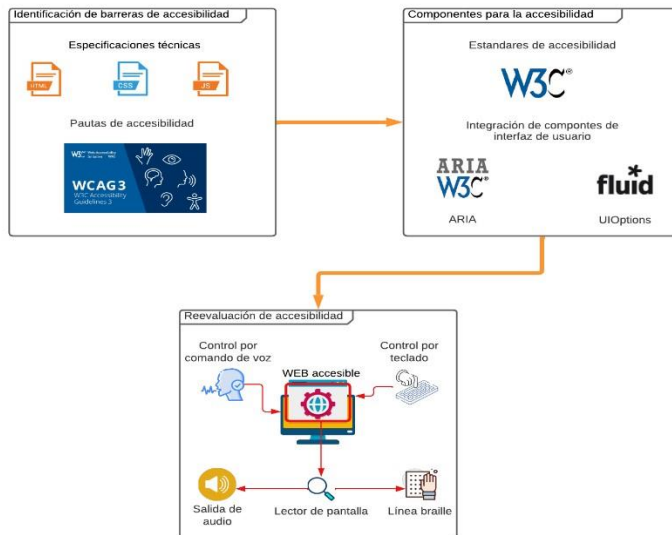 Identificación de barreras de accesibilidad
Especificaciones técnicas
HTML
CSS
JS
Pautas de accesibilidad
W3C Web Accessibility
WCAG 3
W3C Accessibility
Guidelines 3
Componentes para la accesibilidad
Estandares de accesibilidad
W3C®
Integración de compontes de
interfaz de usuario
ARIA
W3C
ARIA
fluid
UIOptions
Reevaluación de accesibilidad
Control por
comando de voz
WEB accesible
Control por
teclado
Salida de
audio
Lector de pantalla
Línea braille